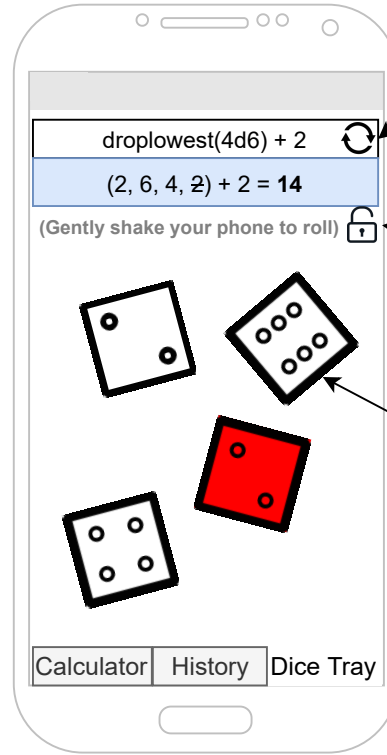 droplowest(4d6) + 2
(2, 6, 4, 2) + 2 = 14
(Gently shake your phone to roll)
Calculator History Dice Tray